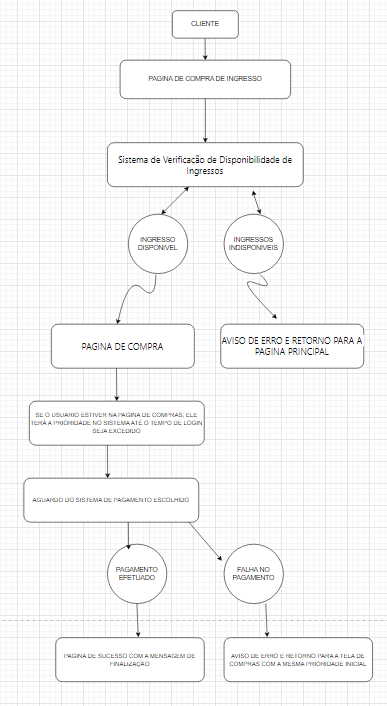 CLIENTE
PAGINA DE COMPRA DE INGRESSO
Sistema de Verificação de Disponibilidade de
Ingressos
INGRESSO
DISPONIVEL
INGRESSOS
INDISPONIVEIS
PAGINA DE COMPRA
AVISO DE ERRO E RETORNO PARA A
PAGINA PRINCIPAL
SE O USUARIO ESTIVER NA PAGINA DE COMPRAS, ELE
TERÁ A PRIORIDADE NO SISTEMA ATÉ O TEMPO DE LOGIN
SEJA EXCEDIDO
AGUARDO DO SISTEMA DE PAGAMENTO ESCOLHIDO
PAGAMENTO
EFETUADO
FALHA NO
PAGAMENTO
PAGINA DE SUCESSO COM A MENSAGEM DE
FINALIZAÇÃO
AVISO DE ERRO E RETORNO PARA A TELA DE
COMPRAS COM A MESMA PRIORIDADE INICIAL